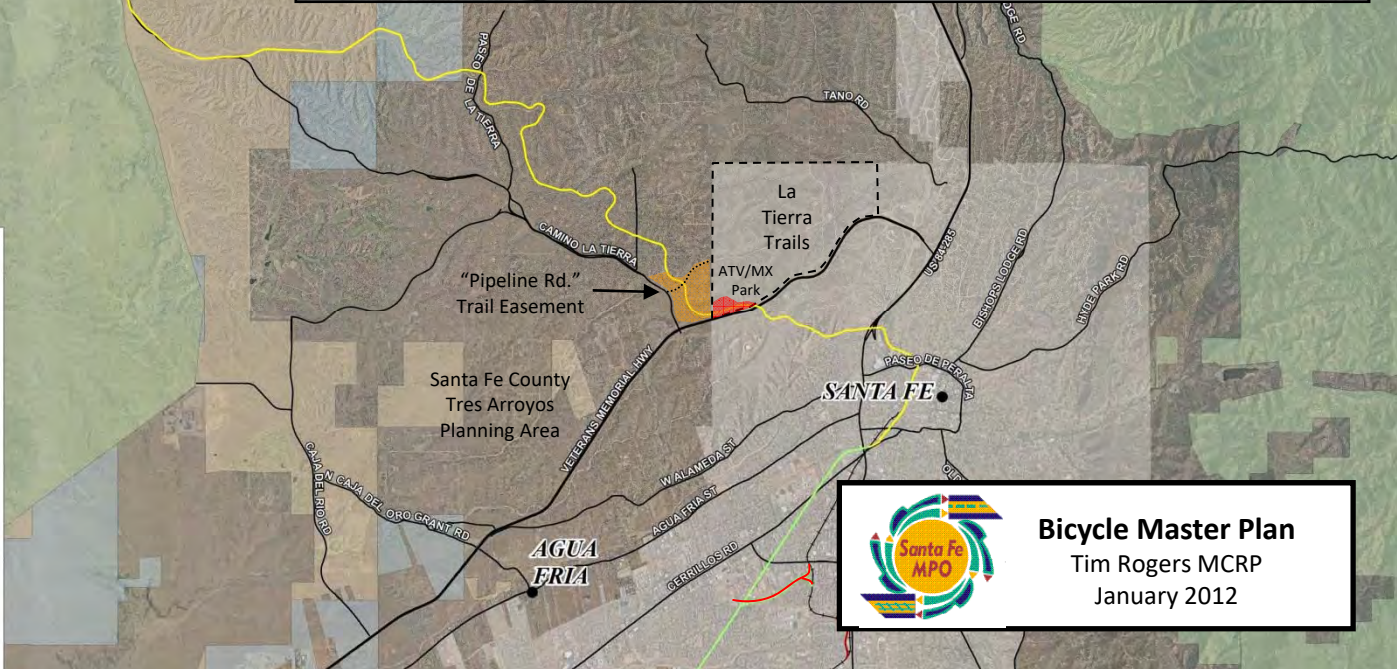 PASEO DE LA TIERRA
OGE RD
TANO RD
La
Tierra
Trails
CAMINO LA TIERRA
US 84-285
BISHOPS LODGE RD
HYDE PARK RD
"Pipeline Rd."
Trail Easement
ATV/MX
Park
PASEO DE PERALTA
SANTA FE
Santa Fe County
Tres Arroyos
Planning Area
VETERANS MEMORIAL HWY
W ALAMEDA ST
AGUA FRIA ST
CAJA DEL RIO RD
N CAJA DEL ORO GRANT RD
CERRILLOS RD
OLD
AGUA
FRIA
Santa Fe
MPO
Bicycle Master Plan
Tim Rogers MCRP
January 2012